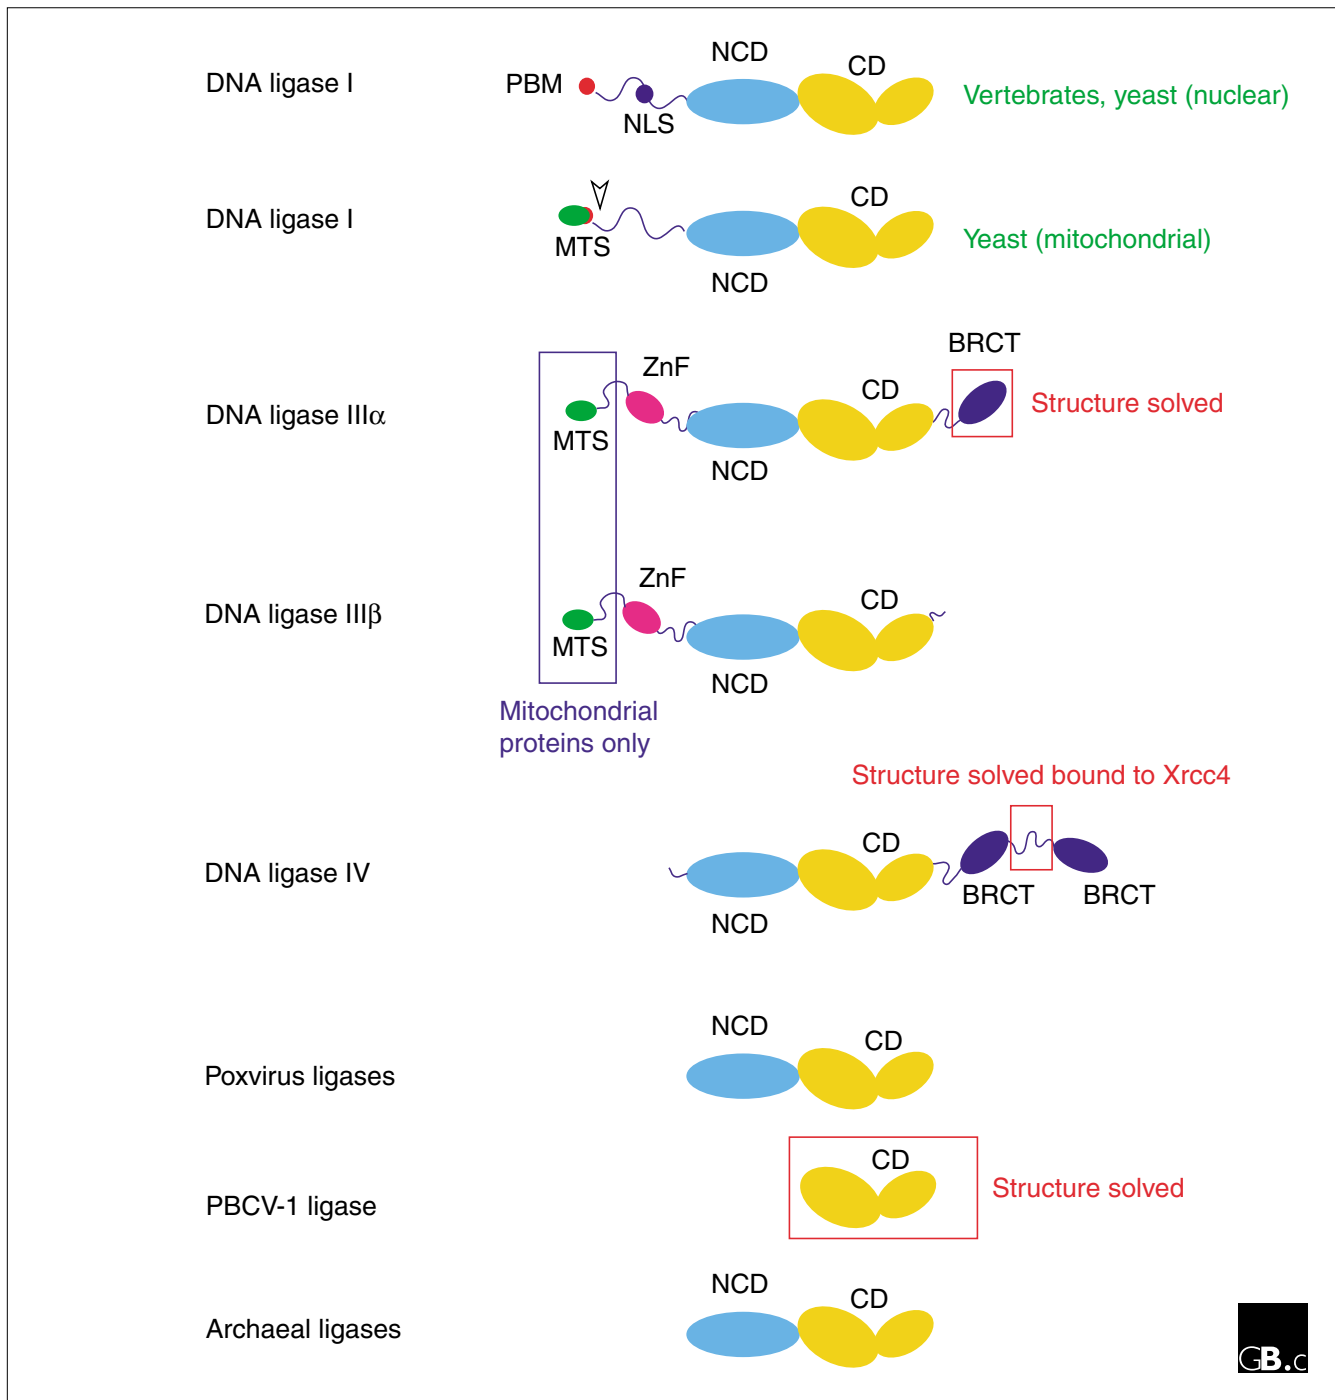 DNA ligase I
PBM
NLS
NCD
CD
Vertebrates, yeast (nuclear)
DNA ligase I
MTS
NCD
CD
Yeast (mitochondrial)
DNA ligase IIIα
MTS
ZnF
NCD
CD
BRCT
Structure solved
DNA ligase IIIβ
MTS
ZnF
NCD
CD
Mitochondrial
proteins only
Structure solved bound to Xrcc4
DNA ligase IV
NCD
CD
BRCT
BRCT
Poxvirus ligases
NCD
CD
PBCV-1 ligase
CD
Structure solved
Archaeal ligases
NCD
CD
GB.c